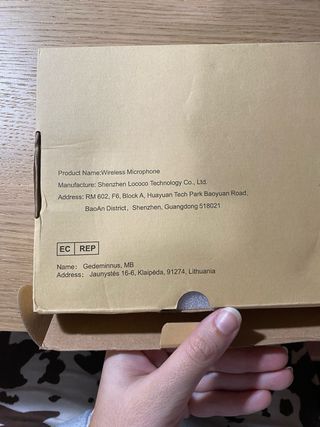 Product Name:Wireless Microphone
Manufacture: Shenzhen Lococo Technology Co., Ltd.
Address: RM 602, F6, Block A, Huayuan Tech Park Baoyuan Road,
BaoAn District, Shenzhen, Guangdong 518021
EC REP
Name: Gedeminnus, MB
Address: Jaunystės 16-6, Klaipėda, 91274, Lithuania